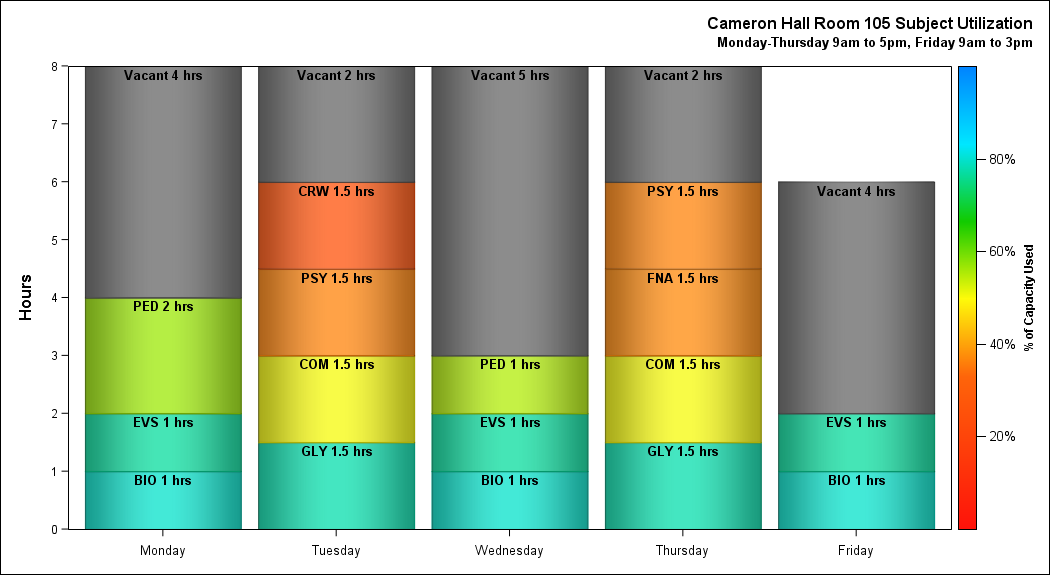 Cameron Hall Room 105 Subject Utilization
Monday-Thursday 9am to 5pm, Friday 9am to 3pm
Hours
8
7
6
5
4
3
2
1
0
Vacant 4 hrs
PED 2 hrs
EVS 1 hrs
BIO 1 hrs
Vacant 2 hrs
CRW 1.5 hrs
PSY 1.5 hrs
COM 1.5 hrs
GLY 1.5 hrs
Vacant 5 hrs
PED 1 hrs
EVS 1 hrs
BIO 1 hrs
Vacant 2 hrs
PSY 1.5 hrs
FNA 1.5 hrs
COM 1.5 hrs
GLY 1.5 hrs
Vacant 4 hrs
EVS 1 hrs
BIO 1 hrs
Monday Tuesday Wednesday Thursday Friday
80%
60%
40%
20%
% of Capacity Used